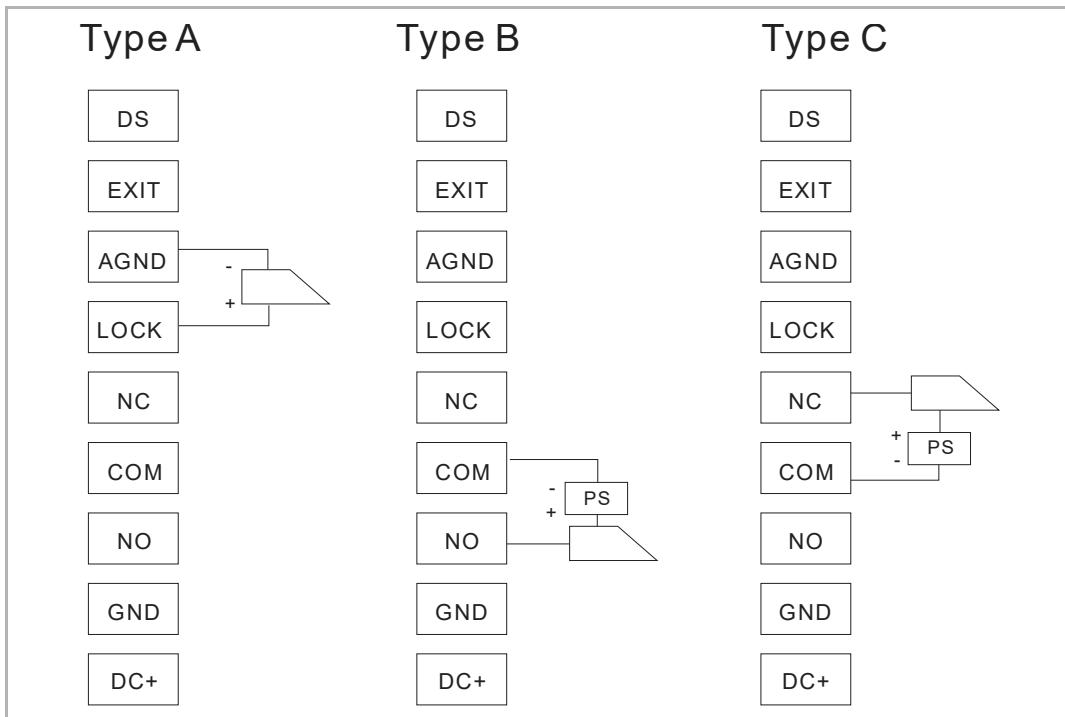 Type A
DS
EXIT
AGND
-
+
LOCK
NC
COM
NO
GND
DC+
Type B
DS
EXIT
AGND
LOCK
NC
COM
-
PS
+
NO
GND
DC+
Type C
DS
EXIT
AGND
LOCK
NC
+
PS
-
COM
NO
GND
DC+